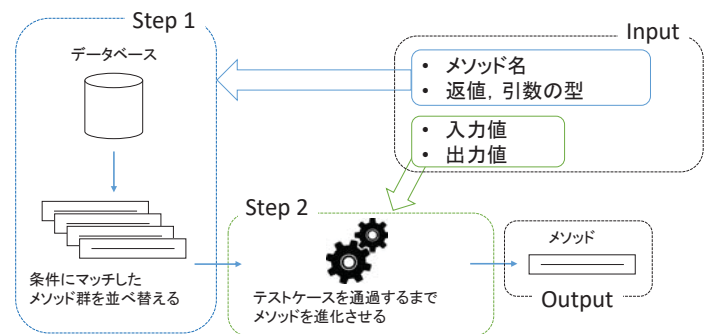 Step 1
データベース
条件にマッチした
メソッド群を並べ替える
Input
• メソッド名
• 返値，引数の型
• 入力値
• 出力値
Step 2
テストケースを通過するまで
メソッドを進化させる
メソッド
Output